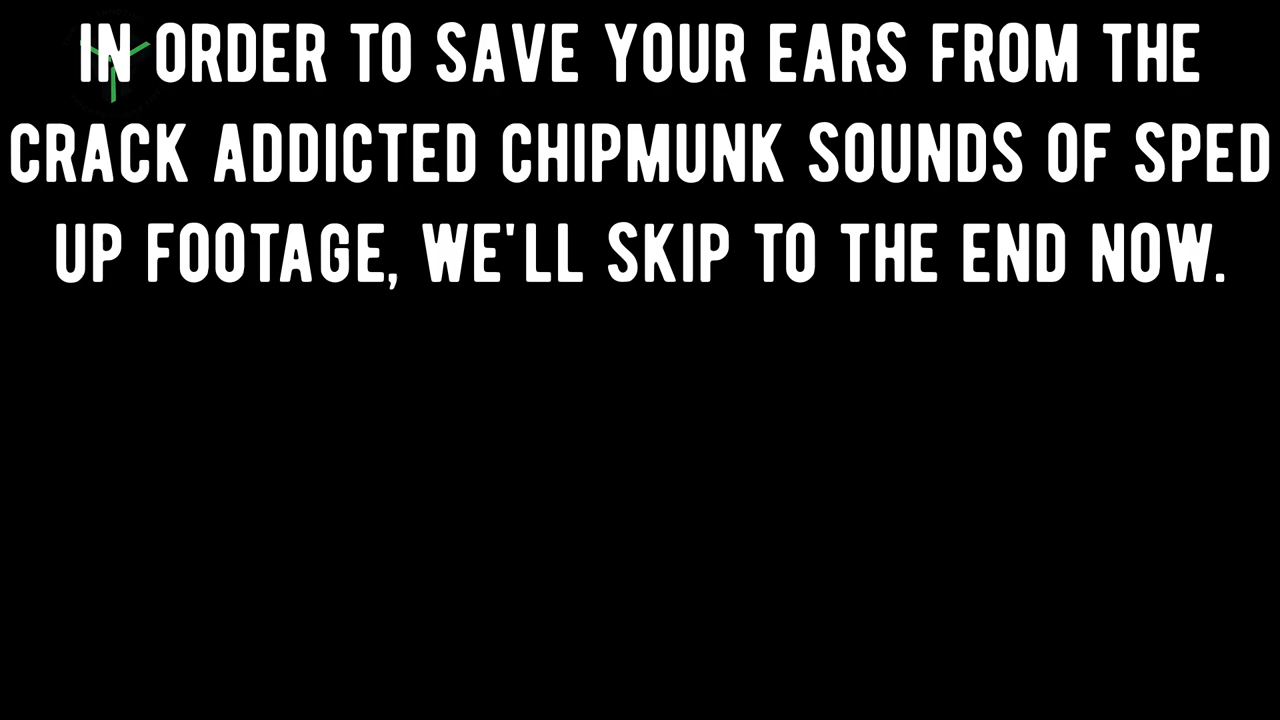 IN ORDER TO SAVE YOUR EARS FROM THE
CRACK ADDICTED CHIPMUNK SOUNDS OF SPED
UP FOOTAGE, WE'LL SKIP TO THE END NOW.